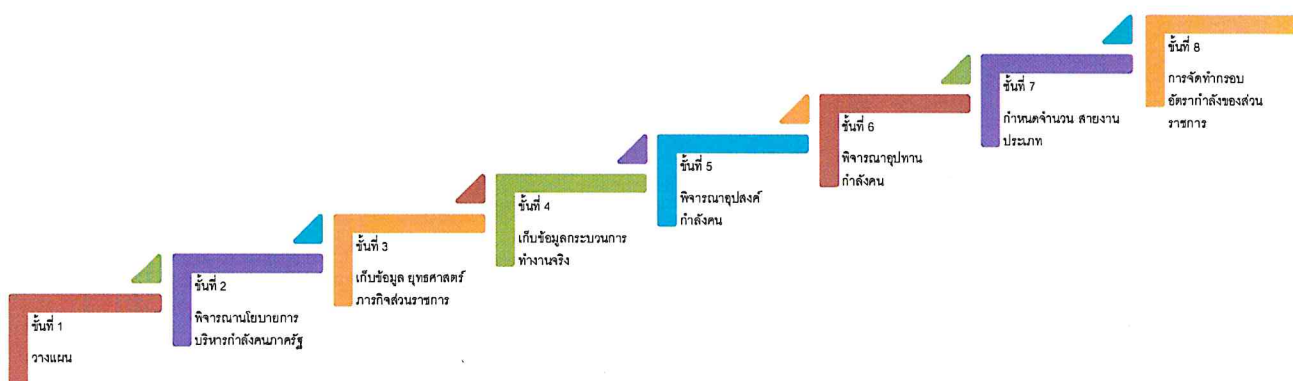 ขั้นที่ 1
วางแผน
ขั้นที่ 2
พิจารณานโยบายการ
บริหารกำลังคนภาครัฐ
ขั้นที่ 3
เก็บข้อมูล ยุทธศาสตร์
ภารกิจส่วนราชการ
ขั้นที่ 4
เก็บข้อมูลกระบวนการ
ทำงานจริง
ขั้นที่ 5
พิจารณาอุปสงค์
กำลังคน
ขั้นที่ 6
พิจารณาอุปทาน
กำลังคน
ขั้นที่ 7
กำหนดจำนวน สายงาน
ประเภท
ขั้นที่ 8
การจัดทำกรอบ
อัตรากำลังของส่วน
ราชการ